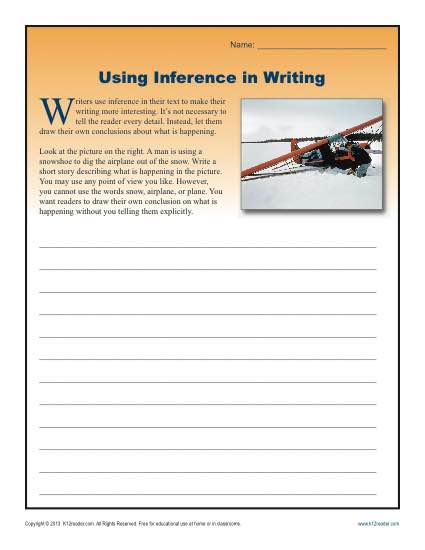 Name: ____________________________
Using Inference in Writing
Writers use inference in their text to make their
writing more interesting. It's not necessary to
tell the reader every detail. Instead, let them
draw their own conclusions about what is happening.
Look at the picture on the right. A man is using a
snowshoe to dig the airplane out of the snow. Write a
short story describing what is happening in the picture.
You may use any point of view you like. However,
you cannot use the words snow, airplane, or plane. You
want readers to draw their own conclusion on what is
happening without you telling them explicitly.
Copyright © 2013 K12reader.com. All Rights Reserved. Free for educational use at home or in classrooms.
www.k12reader.com